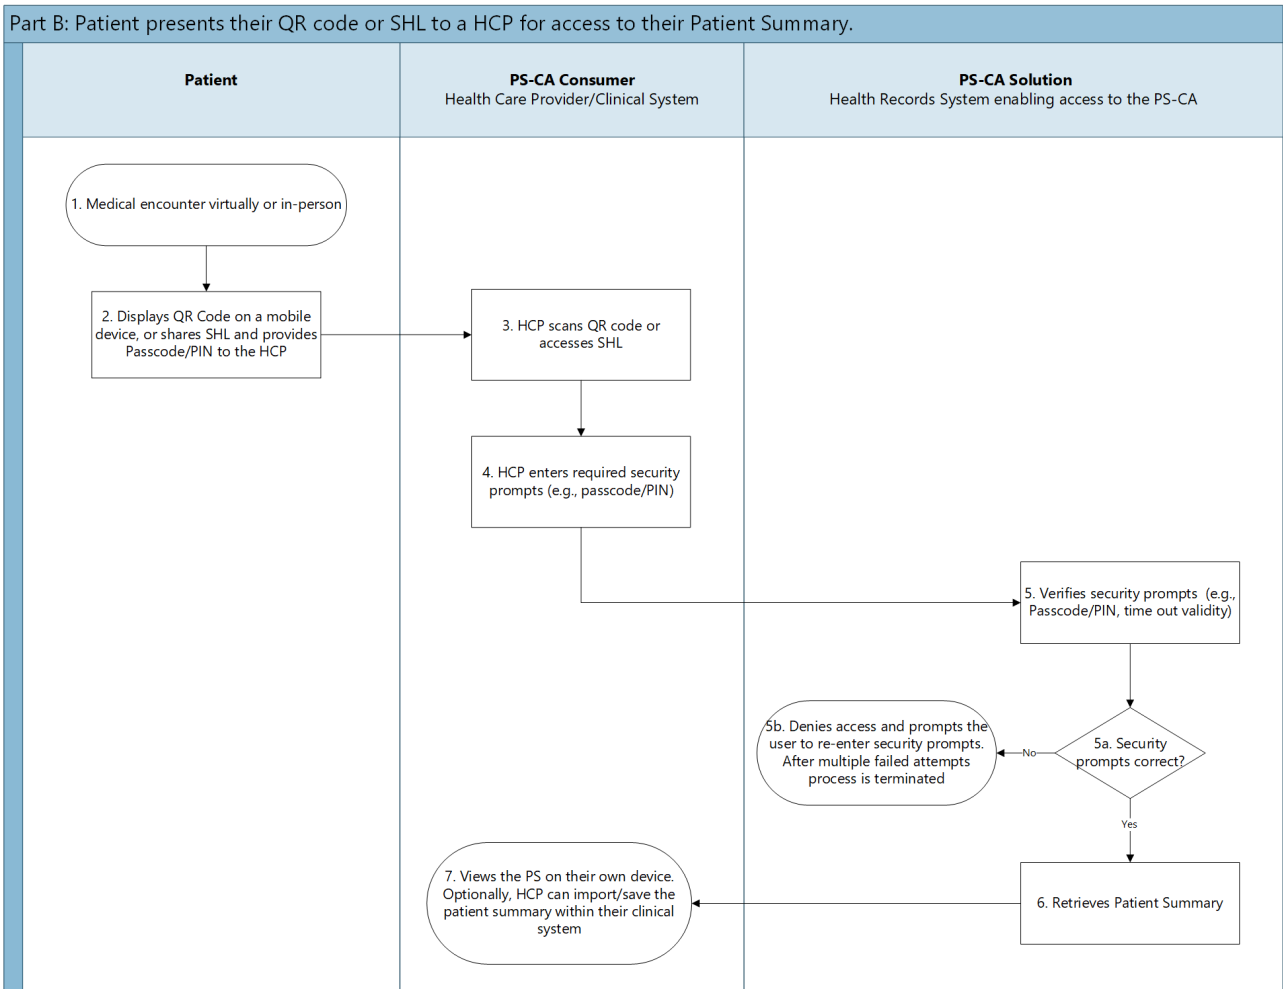 Part B: Patient presents their QR code or SHL to a HCP for access to their Patient Summary.
Patient
PS-CA Consumer
Health Care Provider/Clinical System
PS-CA Solution
Health Records System enabling access to the PS-CA
1. Medical encounter virtually or in-person
2. Displays QR Code on a mobile
device, or shares SHL and provides
Passcode/PIN to the HCP
3. HCP scans QR code or
accesses SHL
4. HCP enters required security
prompts (e.g., passcode/PIN)
5. Verifies security prompts  (e.g.,
Passcode/PIN, time out validity)
5a. Security
prompts correct?
No
5b. Denies access and prompts the
user to re-enter security prompts.
After multiple failed attempts
process is terminated
Yes
6. Retrieves Patient Summary
7. Views the PS on their own device.
Optionally, HCP can import/save the
patient summary within their clinical
system